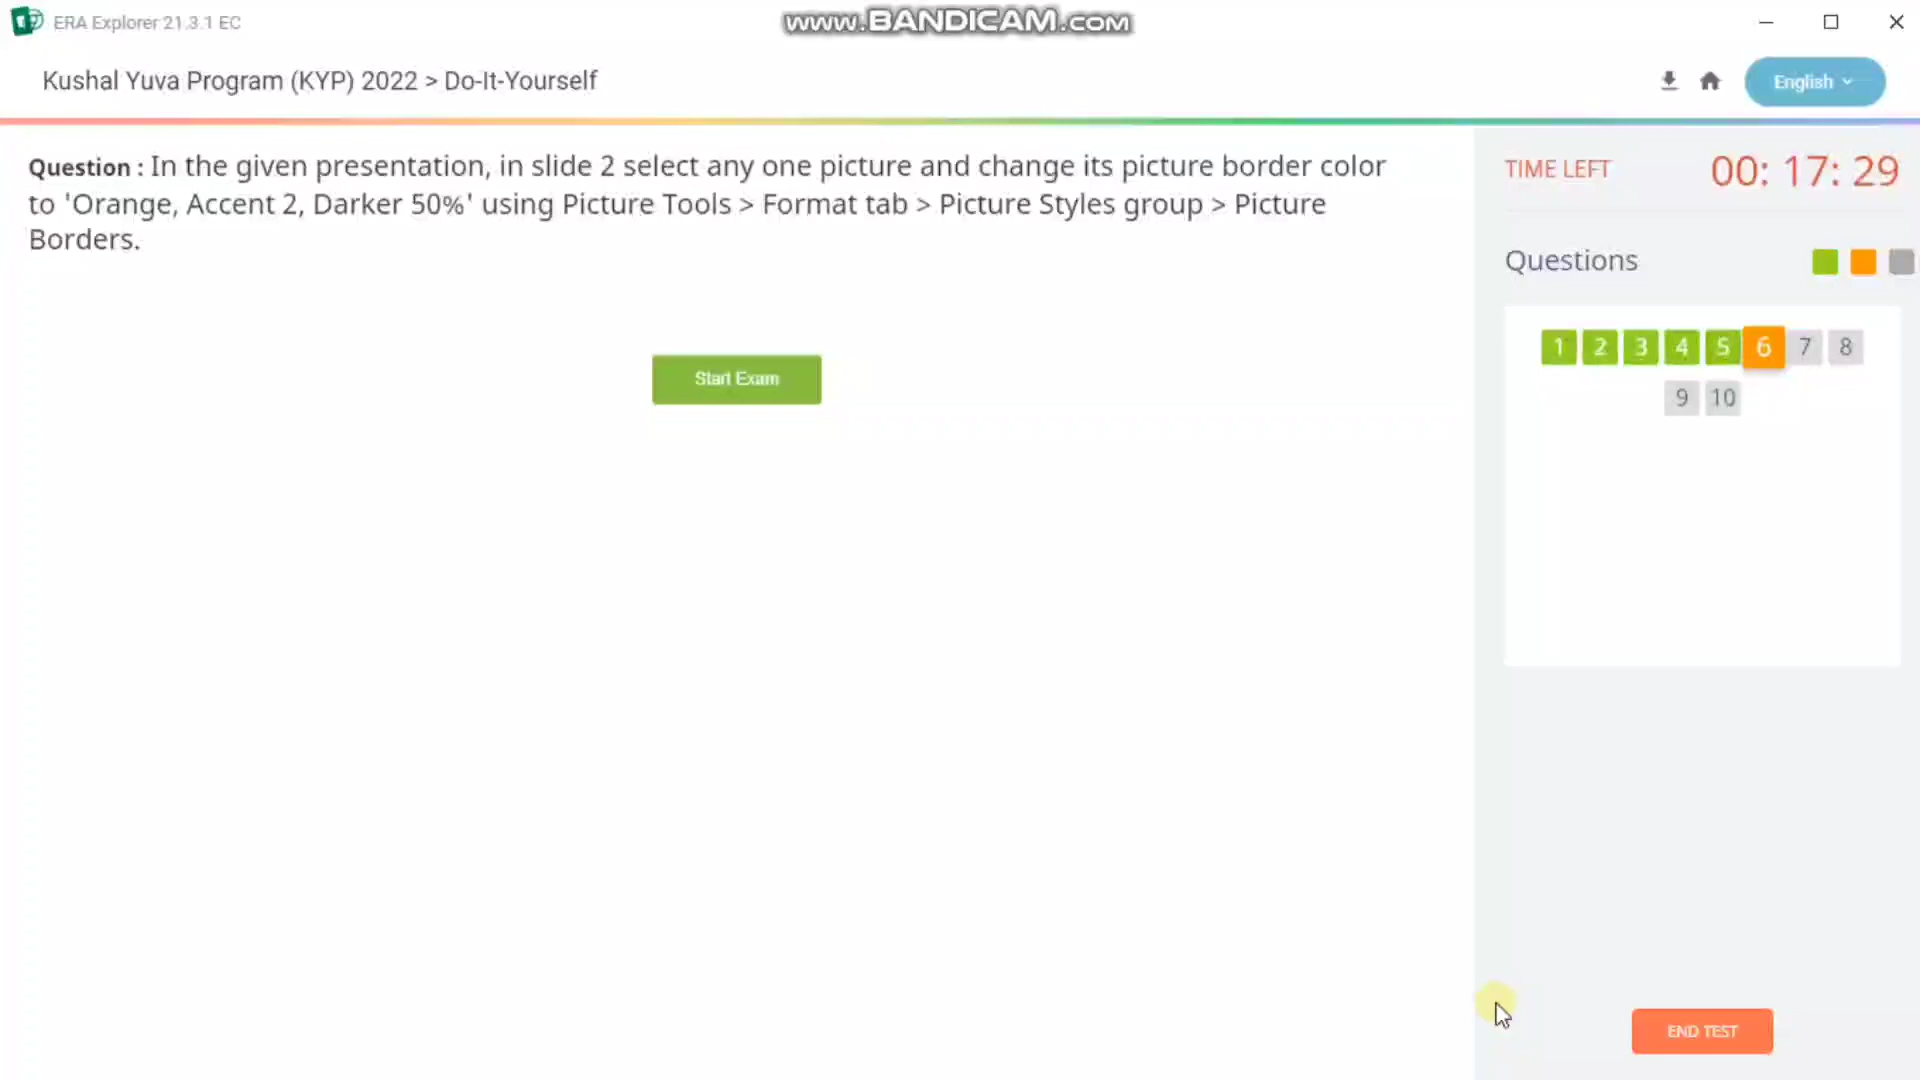 ERA Explorer 21.3.1 EC
www.BANDICAM.com
Kushal Yuva Program (KYP) 2022 > Do-It-Yourself
English
Question : In the given presentation, in slide 2 select any one picture and change its picture border color
to 'Orange, Accent 2, Darker 50%' using Picture Tools > Format tab > Picture Styles group > Picture
Borders.
Start Exam
TIME LEFT 00: 17: 29
Questions
1 2 3 4 5 6 7 8
9 10
END TEST